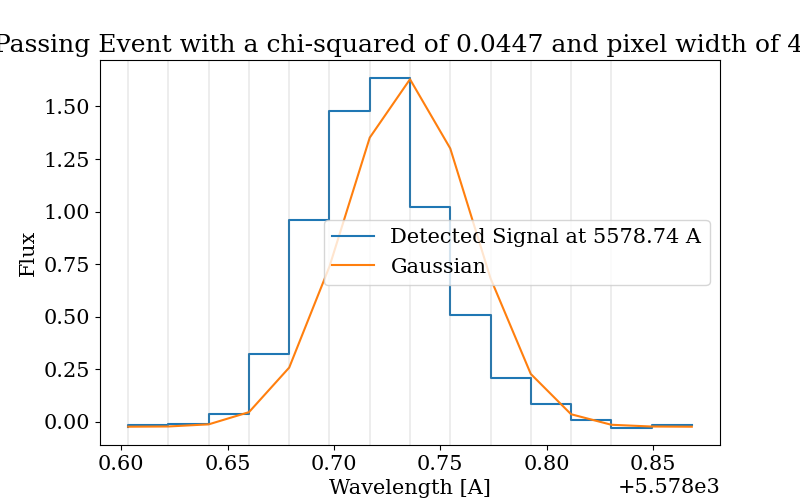 Passing Event with a chi-squared of 0.0447 and pixel width of 4
1.50
1.25
1.00
0.75
0.50
0.25
0.00
Flux
Detected Signal at 5578.74 A
Gaussian
0.60 0.65 0.70 0.75 0.80 0.85
Wavelength [A]
+5.578e3